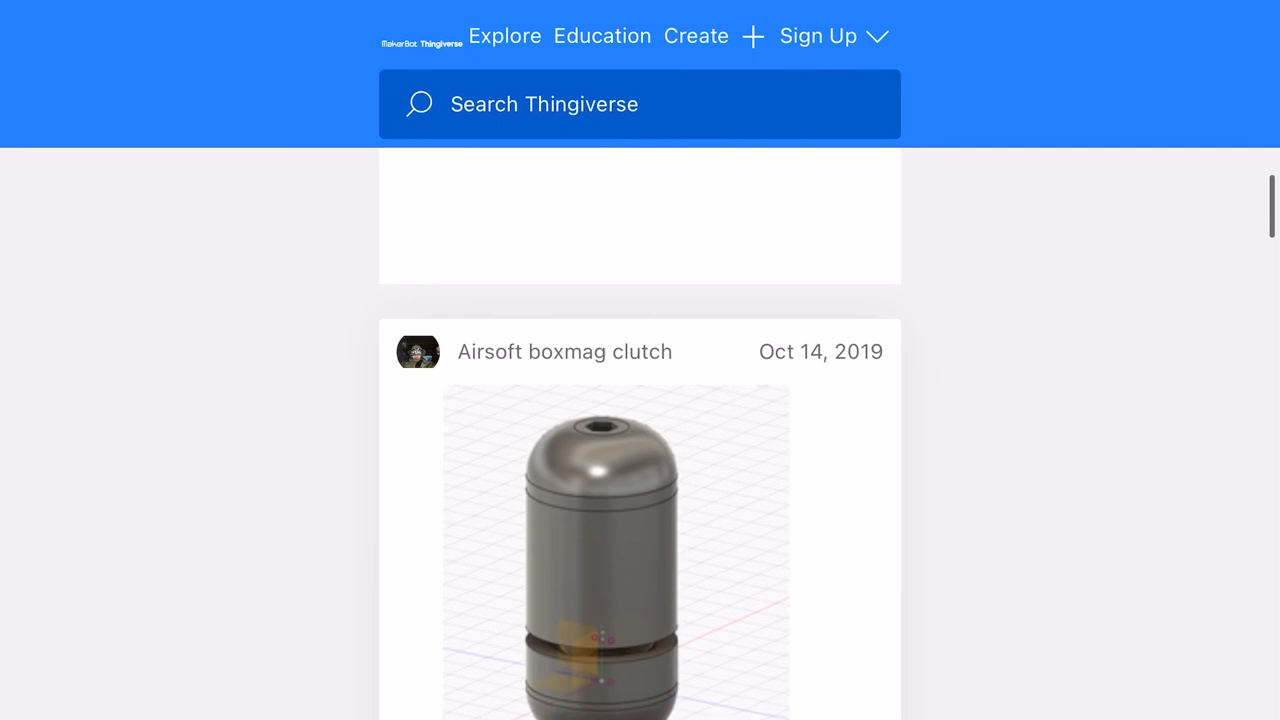 MakerBot Thingiverse Explore Education Create Sign Up
Search Thingiverse
Airsoft boxmag clutch Oct 14, 2019